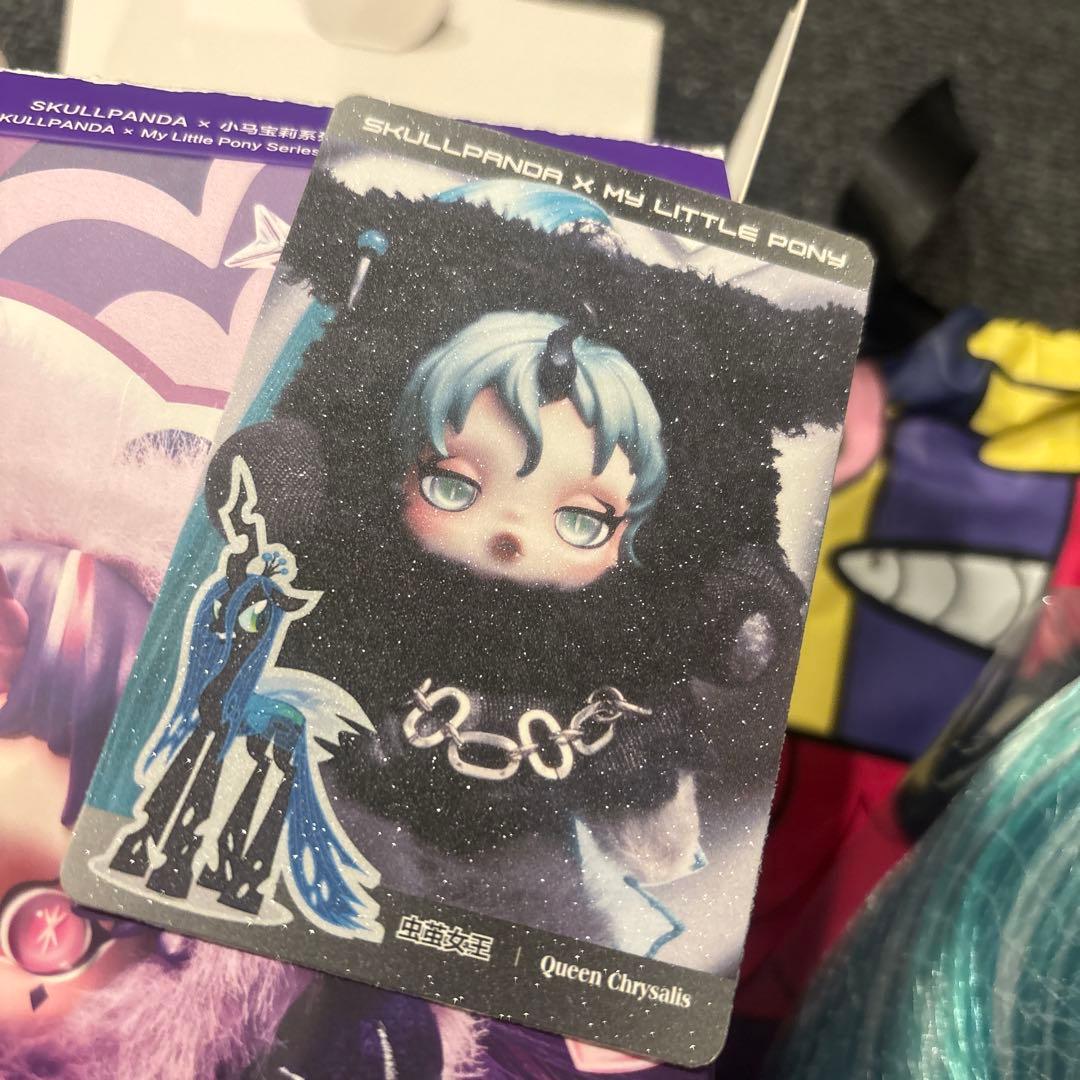 SKULLPANDA × 小马宝莉系
KULLPANDA × My Little Pony Series
SKULLPANDA X MY LITTLE PONY
虫茧女王 | Queen Chrysalis